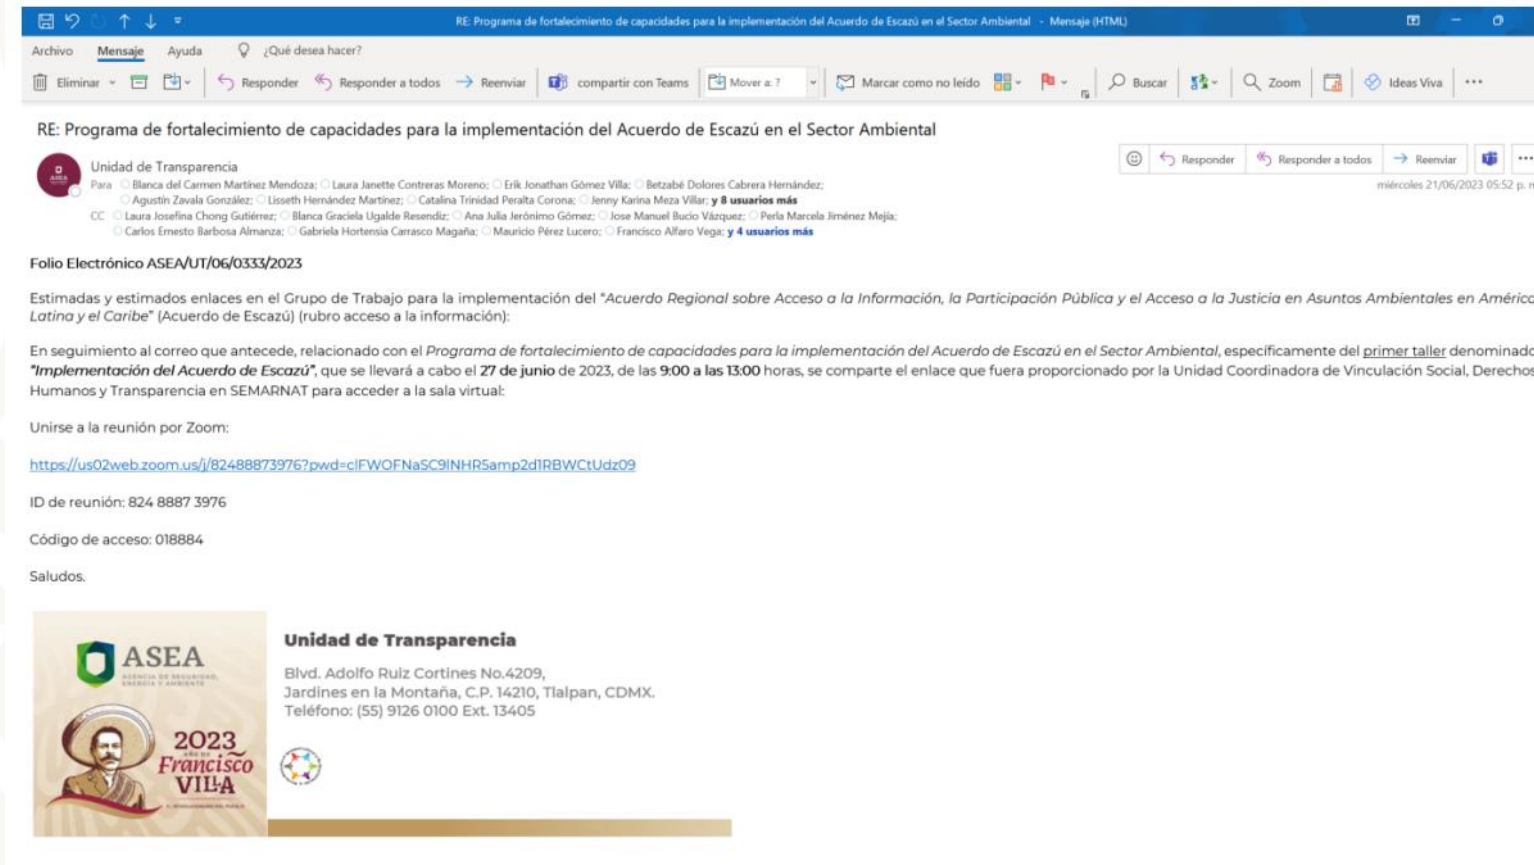 RE: Programa de fortalecimiento de capacidades para la implementación del Acuerdo de Escazú en el Sector Ambiental - Mensaje (HTML)
Archivo Mensaje Ayuda ¿Qué desea hacer?
Eliminar Responder Responder a todos Reenviar compartir con Teams Mover a: ? Marcar como no leído Buscar Zoom Ideas Viva
RE: Programa de fortalecimiento de capacidades para la implementación del Acuerdo de Escazú en el Sector Ambiental
Responder Responder a todos Reenviar
Unidad de Transparencia
miércoles 21/06/2023 05:52 p. m
Para Blanca del Carmen Martínez Mendoza; Laura Janette Contreras Moreno; Erik Jonathan Gómez Villa; Betzabé Dolores Cabrera Hernández;
Agustín Zavala González; Lisseth Hernández Martínez; Catalina Trinidad Peralta Corona; Jenny Karina Meza Villar; y 8 usuarios más
CC Laura Josefina Chong Gutiérrez; Blanca Graciela Ugalde Resendiz; Ana Julia Jerónimo Gómez; Jose Manuel Bucio Vázquez; Perla Marcela Jiménez Mejía;
Carlos Ernesto Barbosa Almanza; Gabriela Hortensia Carrasco Magaña; Mauricio Pérez Lucero; Francisco Alfaro Vega; y 4 usuarios más
Folio Electrónico ASEA/UT/06/0333/2023
Estimadas y estimados enlaces en el Grupo de Trabajo para la implementación del "Acuerdo Regional sobre Acceso a la Información, la Participación Pública y el Acceso a la Justicia en Asuntos Ambientales en América
Latina y el Caribe" (Acuerdo de Escazú) (rubro acceso a la información):
En seguimiento al correo que antecede, relacionado con el Programa de fortalecimiento de capacidades para la implementación del Acuerdo de Escazú en el Sector Ambiental, específicamente del primer taller denominado
"Implementación del Acuerdo de Escazú", que se llevará a cabo el 27 de junio de 2023, de las 9:00 a las 13:00 horas, se comparte el enlace que fuera proporcionado por la Unidad Coordinadora de Vinculación Social, Derechos
Humanos y Transparencia en SEMARNAT para acceder a la sala virtual:
Unirse a la reunión por Zoom:
https://us02web.zoom.us/j/82488873976?pwd=clFWOFNaSC9lNHR5amp2d1RBWCtUdz09
ID de reunión: 824 8887 3976
Código de acceso: 018884
Saludos.
ASEA
AGENCIA DE SEGURIDAD,
ENERGÍA Y AMBIENTE
2023
AÑO DE
Francisco
VILLA
EL REVOLUCIONARIO DEL PUEBLO
Unidad de Transparencia
Blvd. Adolfo Ruiz Cortines No.4209,
Jardines en la Montaña, C.P. 14210, Tlalpan, CDMX.
Teléfono: (55) 9126 0100 Ext. 13405